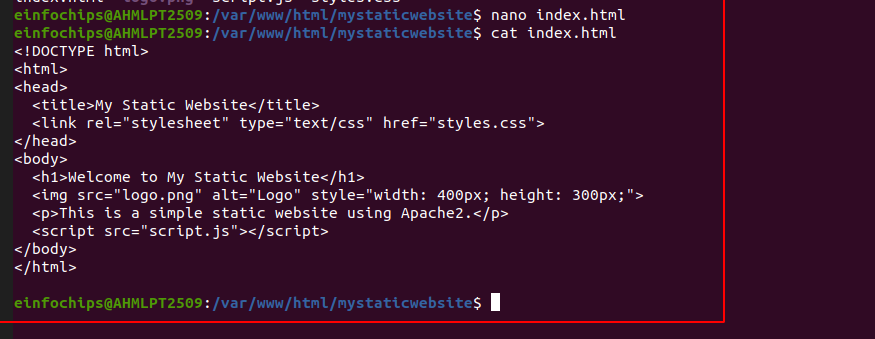 einfochips@AHMLPT2509:/var/www/html/mystaticwebsite$ nano index.html
einfochips@AHMLPT2509:/var/www/html/mystaticwebsite$ cat index.html
<!DOCTYPE html>
<html>
<head>
  <title>My Static Website</title>
  <link rel="stylesheet" type="text/css" href="styles.css">
</head>
<body>
  <h1>Welcome to My Static Website</h1>
  <img src="logo.png" alt="Logo" style="width: 400px; height: 300px;">
  <p>This is a simple static website using Apache2.</p>
  <script src="script.js"></script>
</body>
</html>
einfochips@AHMLPT2509:/var/www/html/mystaticwebsite$